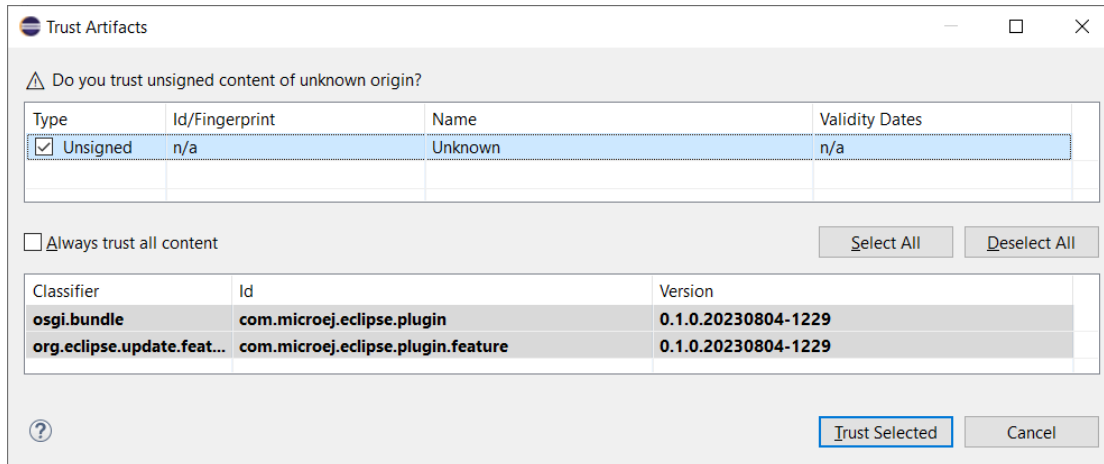 Trust Artifacts
Do you trust unsigned content of unknown origin?
Type Id/Fingerprint Name Validity Dates
Unsigned n/a Unknown n/a
Always trust all content Select All Deselect All
Classifier Id Version
osgi.bundle com.microej.eclipse.plugin 0.1.0.20230804-1229
org.eclipse.update.feat... com.microej.eclipse.plugin.feature 0.1.0.20230804-1229
? Trust Selected Cancel